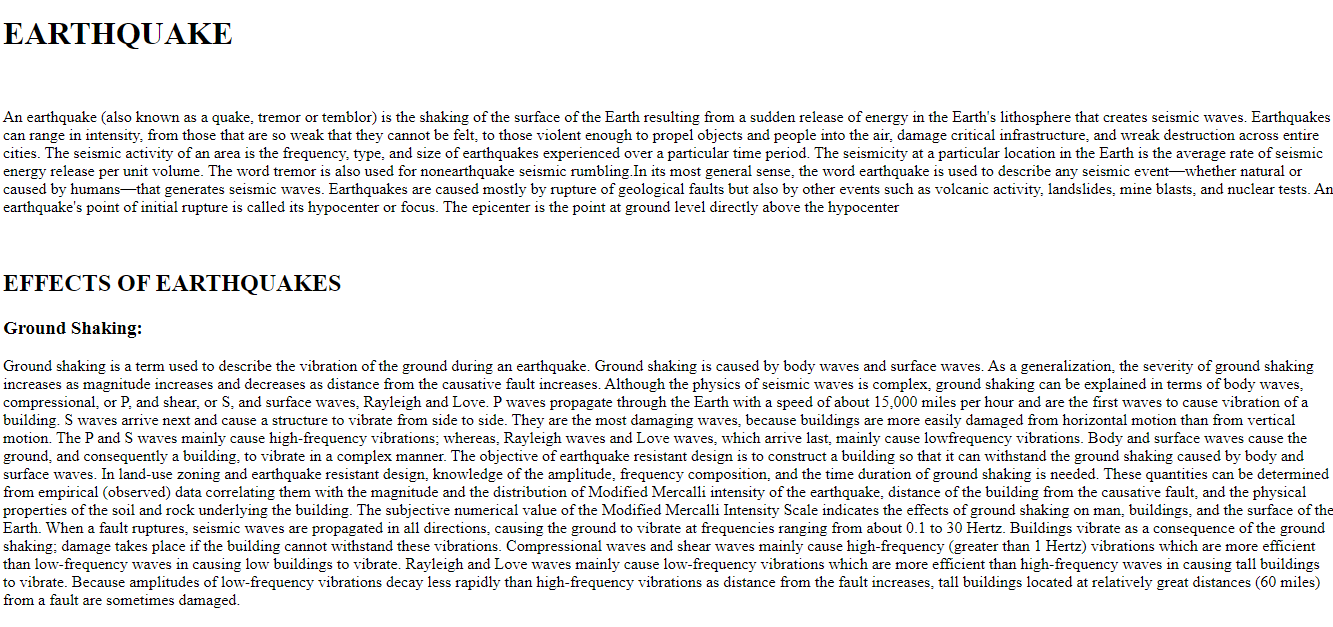 EARTHQUAKE
An earthquake (also known as a quake, tremor or temblor) is the shaking of the surface of the Earth resulting from a sudden release of energy in the Earth's lithosphere that creates seismic waves. Earthquakes
can range in intensity, from those that are so weak that they cannot be felt, to those violent enough to propel objects and people into the air, damage critical infrastructure, and wreak destruction across entire
cities. The seismic activity of an area is the frequency, type, and size of earthquakes experienced over a particular time period. The seismicity at a particular location in the Earth is the average rate of seismic
energy release per unit volume. The word tremor is also used for nonearthquake seismic rumbling.In its most general sense, the word earthquake is used to describe any seismic event—whether natural or
caused by humans—that generates seismic waves. Earthquakes are caused mostly by rupture of geological faults but also by other events such as volcanic activity, landslides, mine blasts, and nuclear tests. An
earthquake's point of initial rupture is called its hypocenter or focus. The epicenter is the point at ground level directly above the hypocenter
EFFECTS OF EARTHQUAKES
Ground Shaking:
Ground shaking is a term used to describe the vibration of the ground during an earthquake. Ground shaking is caused by body waves and surface waves. As a generalization, the severity of ground shaking
increases as magnitude increases and decreases as distance from the causative fault increases. Although the physics of seismic waves is complex, ground shaking can be explained in terms of body waves,
compressional, or P, and shear, or S, and surface waves, Rayleigh and Love. P waves propagate through the Earth with a speed of about 15,000 miles per hour and are the first waves to cause vibration of a
building. S waves arrive next and cause a structure to vibrate from side to side. They are the most damaging waves, because buildings are more easily damaged from horizontal motion than from vertical
motion. The P and S waves mainly cause high-frequency vibrations; whereas, Rayleigh waves and Love waves, which arrive last, mainly cause lowfrequency vibrations. Body and surface waves cause the
ground, and consequently a building, to vibrate in a complex manner. The objective of earthquake resistant design is to construct a building so that it can withstand the ground shaking caused by body and
surface waves. In land-use zoning and earthquake resistant design, knowledge of the amplitude, frequency composition, and the time duration of ground shaking is needed. These quantities can be determined
from empirical (observed) data correlating them with the magnitude and the distribution of Modified Mercalli intensity of the earthquake, distance of the building from the causative fault, and the physical
properties of the soil and rock underlying the building. The subjective numerical value of the Modified Mercalli Intensity Scale indicates the effects of ground shaking on man, buildings, and the surface of the
Earth. When a fault ruptures, seismic waves are propagated in all directions, causing the ground to vibrate at frequencies ranging from about 0.1 to 30 Hertz. Buildings vibrate as a consequence of the ground
shaking; damage takes place if the building cannot withstand these vibrations. Compressional waves and shear waves mainly cause high-frequency (greater than 1 Hertz) vibrations which are more efficient
than low-frequency waves in causing low buildings to vibrate. Rayleigh and Love waves mainly cause low-frequency vibrations which are more efficient than high-frequency waves in causing tall buildings
to vibrate. Because amplitudes of low-frequency vibrations decay less rapidly than high-frequency vibrations as distance from the fault increases, tall buildings located at relatively great distances (60 miles)
from a fault are sometimes damaged.